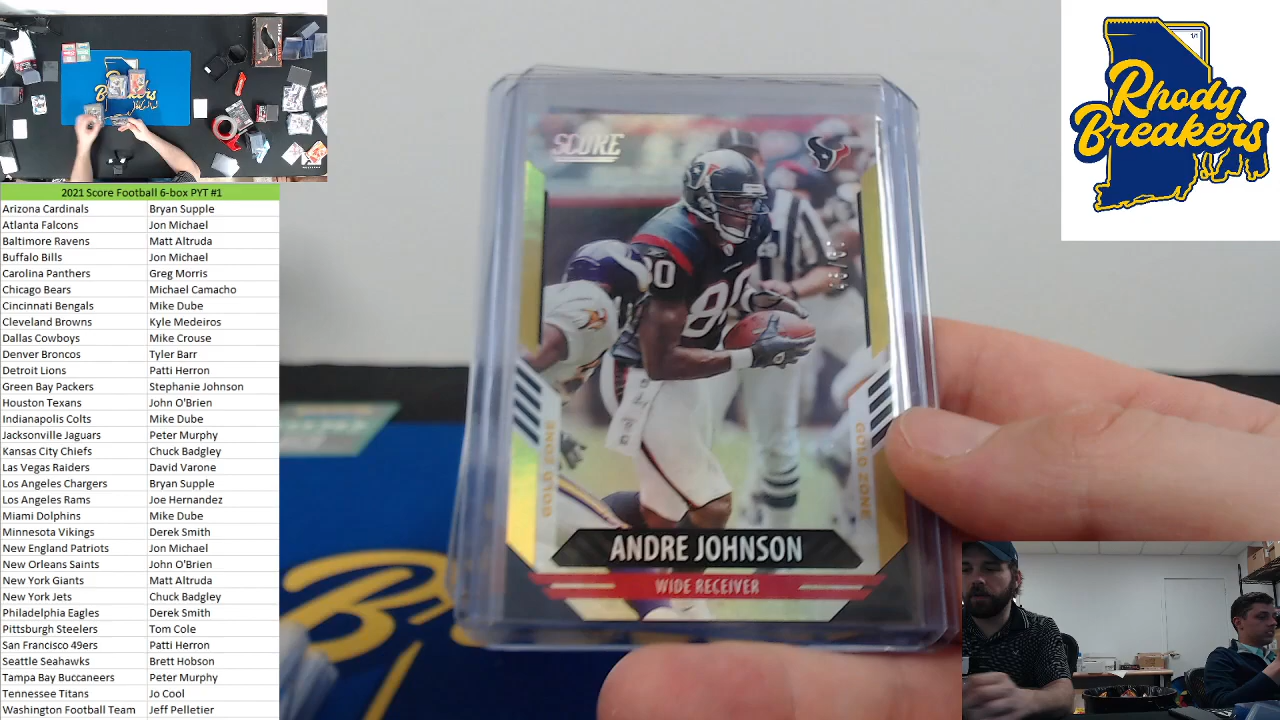 2021 Score Football 6-box PYT #1
Arizona Cardinals Bryan Supple
Atlanta Falcons Jon Michael
Baltimore Ravens Matt Altruda
Buffalo Bills Jon Michael
Carolina Panthers Greg Morris
Chicago Bears Michael Camacho
Cincinnati Bengals Mike Dube
Cleveland Browns Kyle Medeiros
Dallas Cowboys Mike Crouse
Denver Broncos Tyler Barr
Detroit Lions Patti Herron
Green Bay Packers Stephanie Johnson
Houston Texans John O'Brien
Indianapolis Colts Mike Dube
Jacksonville Jaguars Peter Murphy
Kansas City Chiefs Chuck Badgley
Las Vegas Raiders David Varone
Los Angeles Chargers Bryan Supple
Los Angeles Rams Joe Hernandez
Miami Dolphins Mike Dube
Minnesota Vikings Derek Smith
New England Patriots Jon Michael
New Orleans Saints John O'Brien
New York Giants Matt Altruda
New York Jets Chuck Badgley
Philadelphia Eagles Derek Smith
Pittsburgh Steelers Tom Cole
San Francisco 49ers Patti Herron
Seattle Seahawks Brett Hobson
Tampa Bay Buccaneers Peter Murphy
Tennessee Titans Jo Cool
Washington Football Team Jeff Pelletier
SCORE
80
80
GOLD ZONE
GOLD ZONE
ANDRE JOHNSON
WIDE RECEIVER
1/1
Rhody
Breakers